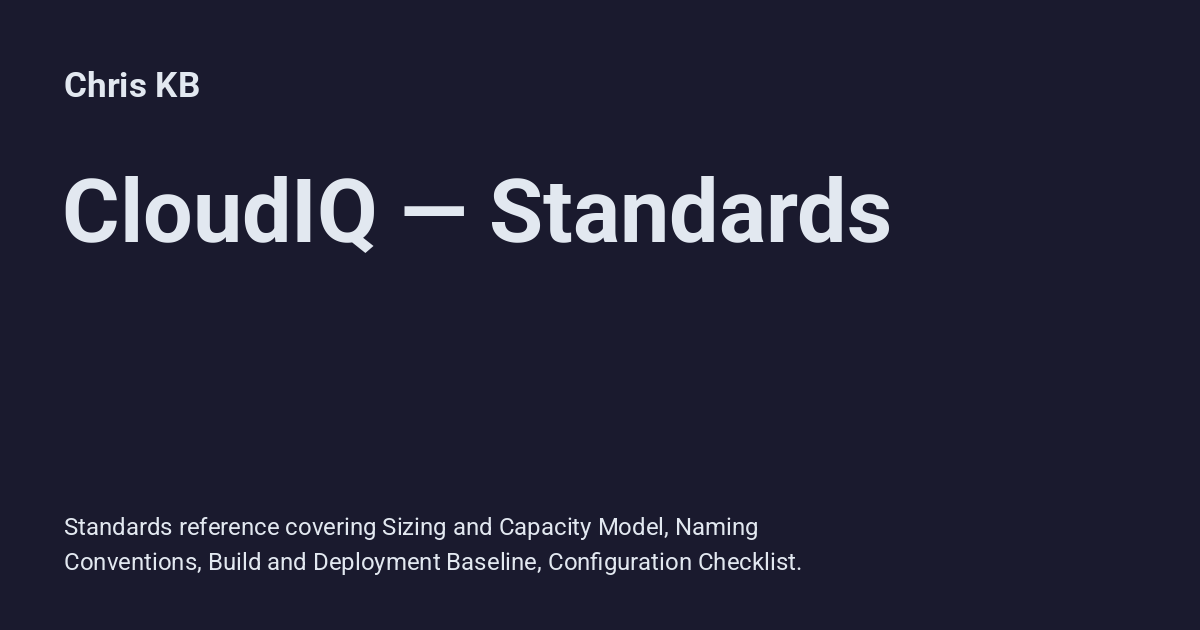 Chris KB
CloudIQ — Standards
Standards reference covering Sizing and Capacity Model, Naming
Conventions, Build and Deployment Baseline, Configuration Checklist.